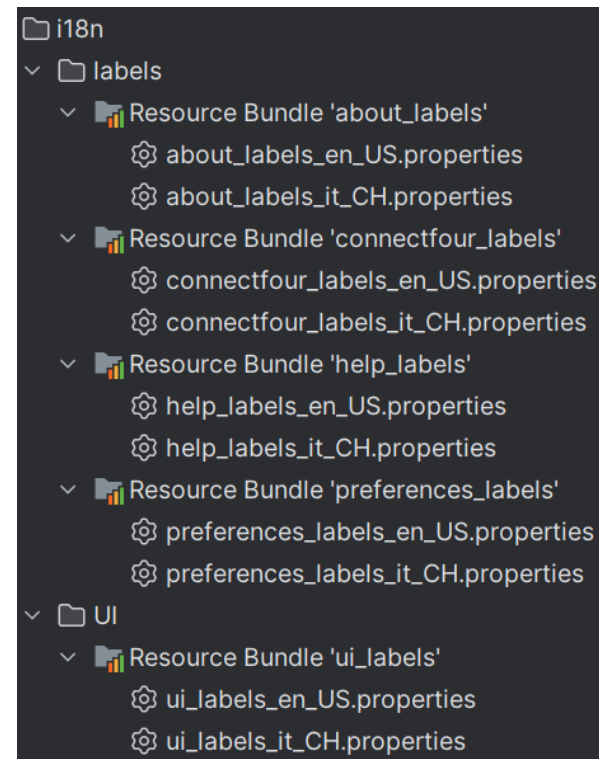 i18n
labels
Resource Bundle 'about_labels'
about_labels_en_US.properties
about_labels_it_CH.properties
Resource Bundle 'connectfour_labels'
connectfour_labels_en_US.properties
connectfour_labels_it_CH.properties
Resource Bundle 'help_labels'
help_labels_en_US.properties
help_labels_it_CH.properties
Resource Bundle 'preferences_labels'
preferences_labels_en_US.properties
preferences_labels_it_CH.properties
UI
Resource Bundle 'ui_labels'
ui_labels_en_US.properties
ui_labels_it_CH.properties